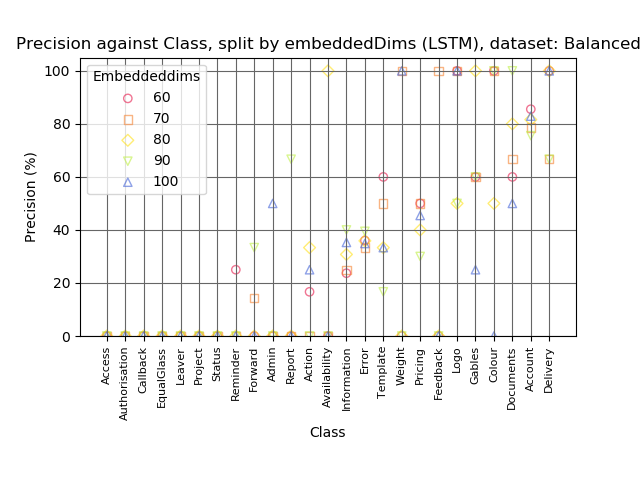 Precision against Class, split by embeddedDims (LSTM), dataset: Balanced
Embeddeddims
60
70
80
90
100
Precision (%)
100
80
60
40
20
0
Access
Authorisation
Callback
EqualGlass
Leaver
Project
Status
Reminder
Forward
Admin
Report
Action
Availability
Information
Error
Template
Weight
Pricing
Feedback
Logo
Gables
Colour
Documents
Account
Delivery
Class